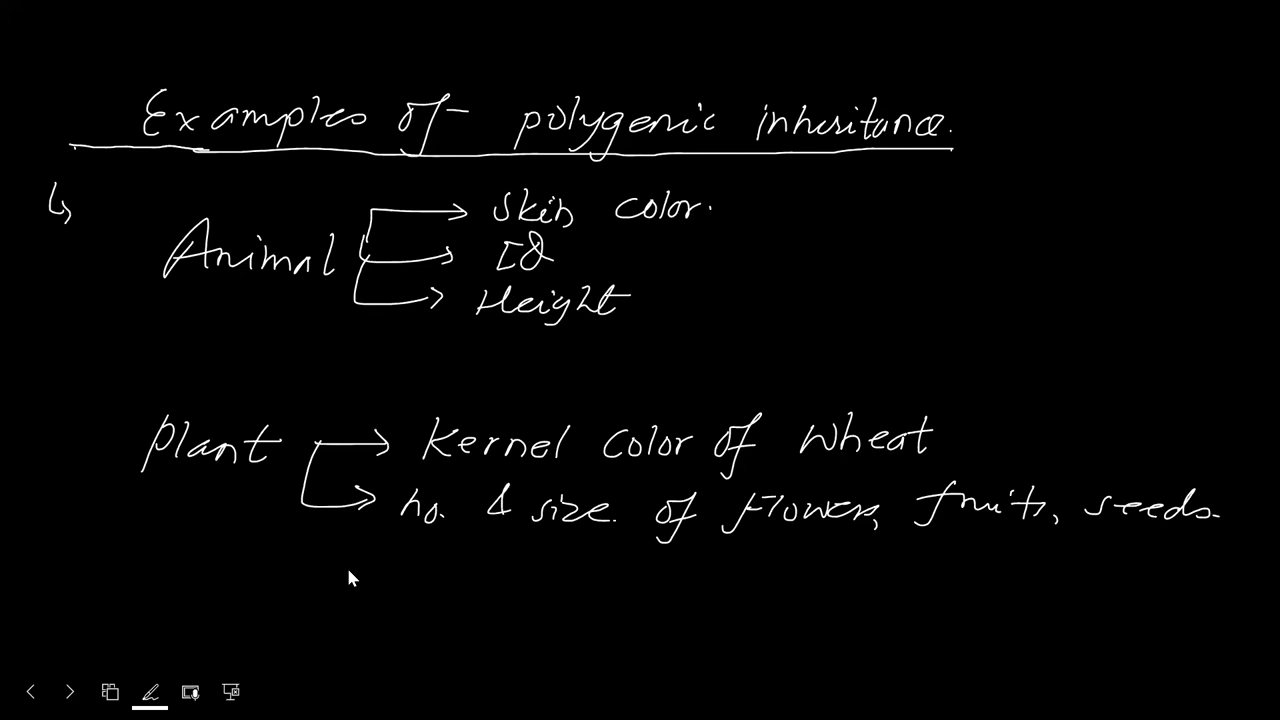 Examples of polygenic inheritance.
Skin color.
Animal
IQ
Height
plant
Kernel color of wheat
no. & size. of Flowers, fruits, seeds.